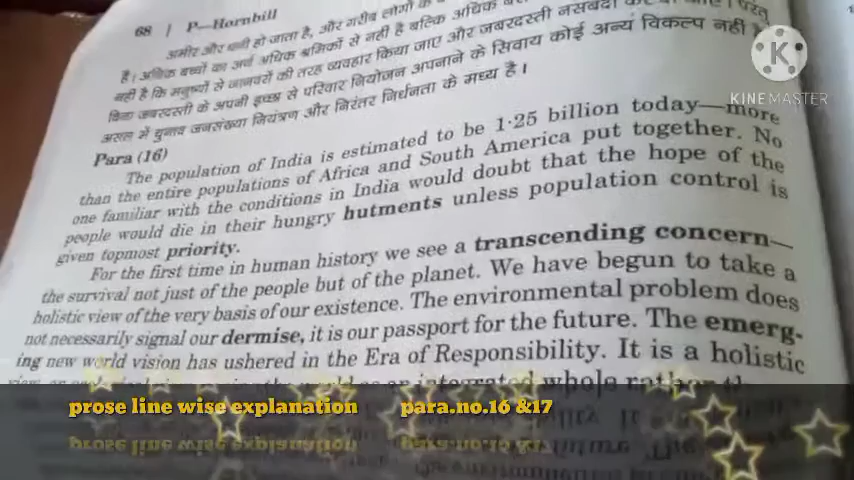 68 | P—Hornbill
अमीर और धनी हो जाता है, और गरीब लोगों के
है। अधिक बच्चों का अर्थ अधिक श्रमिकों से नहीं है बल्कि अधिक
नहीं है कि मनुष्यों से जानवरों की तरह व्यवहार किया जाए और जबरदस्ती नसबंदी
बिना जबरदस्ती के अपनी इच्छा से परिवार नियोजन अपनाने के सिवाय कोई अन्य विकल्प नहीं है
असल में चुनाव जनसंख्या नियंत्रण और निरंतर निर्धनता के मध्य है।
Para (16)
The population of India is estimated to be 1·25 billion today—more
than the entire populations of Africa and South America put together. No
one familiar with the conditions in India would doubt that the hope of the
people would die in their hungry hutments unless population control is
given topmost priority.
For the first time in human history we see a transcending concern—
the survival not just of the people but of the planet. We have begun to take a
holistic view of the very basis of our existence. The environmental problem does
not necessarily signal our dermise, it is our passport for the future. The emerg-
ing new world vision has ushered in the Era of Responsibility. It is a holistic
integrated whole rather
prose line wise explanation para.no.16 &17
KINEMASTER